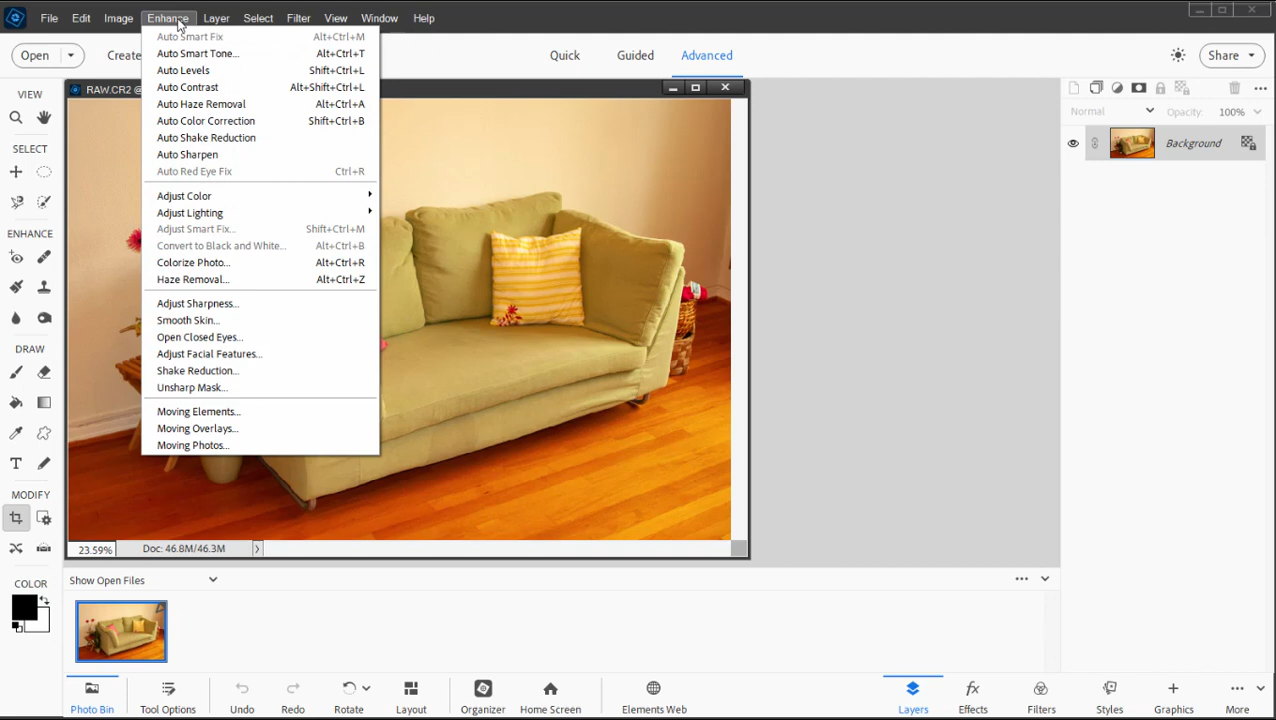 File Edit Image Enhance Layer Select Filter View Window Help
Open Create Quick Guided Advanced Share
VIEW
SELECT
ENHANCE
DRAW
MODIFY
COLOR
RAW.CR2 @
Auto Smart Fix Alt+Ctrl+M
Auto Smart Tone... Alt+Ctrl+T
Auto Levels Shift+Ctrl+L
Auto Contrast Alt+Shift+Ctrl+L
Auto Haze Removal Alt+Ctrl+A
Auto Color Correction Shift+Ctrl+B
Auto Shake Reduction
Auto Sharpen
Auto Red Eye Fix Ctrl+R
Adjust Color
Adjust Lighting
Adjust Smart Fix... Shift+Ctrl+M
Convert to Black and White... Alt+Ctrl+B
Colorize Photo... Alt+Ctrl+R
Haze Removal... Alt+Ctrl+Z
Adjust Sharpness...
Smooth Skin...
Open Closed Eyes...
Adjust Facial Features...
Shake Reduction...
Unsharp Mask...
Moving Elements...
Moving Overlays...
Moving Photos...
Normal Opacity: 100%
Background
23.59% Doc: 46.8M/46.3M
Show Open Files
Photo Bin Tool Options Undo Redo Rotate Layout Organizer Home Screen Elements Web Layers Effects Filters Styles Graphics More